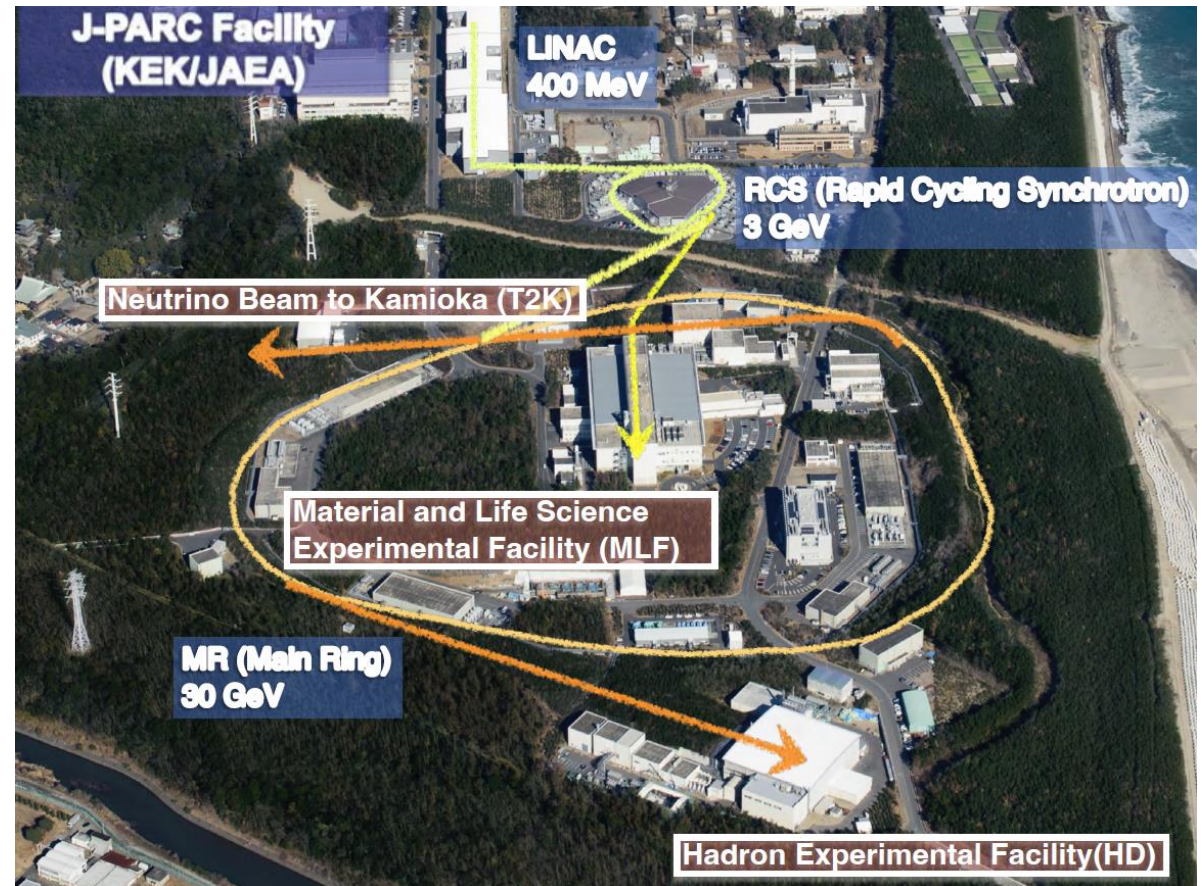 J-PARC Facility
(KEK/JAEA)
LINAC
400 MeV
RCS (Rapid Cycling Synchrotron)
3 GeV
Neutrino Beam to Kamioka (T2K)
Material and Life Science
Experimental Facility (MLF)
MR (Main Ring)
30 GeV
Hadron Experimental Facility(HD)